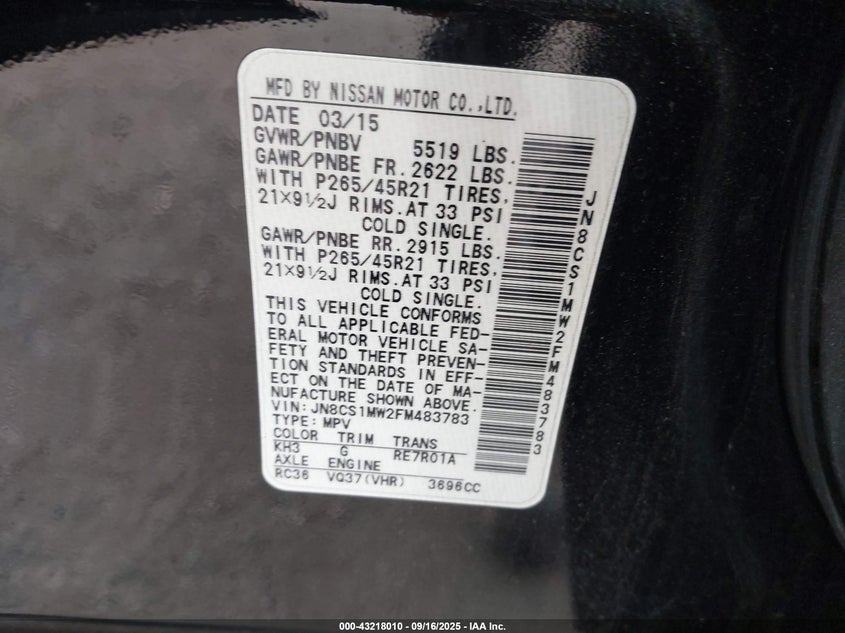 MFD BY NISSAN MOTOR CO.,LTD.
DATE 03/15
GVWR/PNBV 5519 LBS.
GAWR/PNBE FR. 2622 LBS.
WITH P265/45R21 TIRES,
21X9½J RIMS.AT 33 PSI
COLD SINGLE.
GAWR/PNBE RR. 2915 LBS.
WITH P265/45R21 TIRES,
21X9½J RIMS.AT 33 PSI
COLD SINGLE.
THIS VEHICLE CONFORMS
TO ALL APPLICABLE FED-
ERAL MOTOR VEHICLE SA-
FETY AND THEFT PREVEN-
TION STANDARDS IN EFF-
ECT ON THE DATE OF MA-
NUFACTURE SHOWN ABOVE.
VIN: JN8CS1MW2FM483783
TYPE: MPV
COLOR TRIM TRANS
KH3 G RE7R01A
AXLE ENGINE
RC36 VQ37(VHR) 3696CC
JN8CS1MW2FM483783
000-43218010 - 09/16/2025 - IAA Inc.